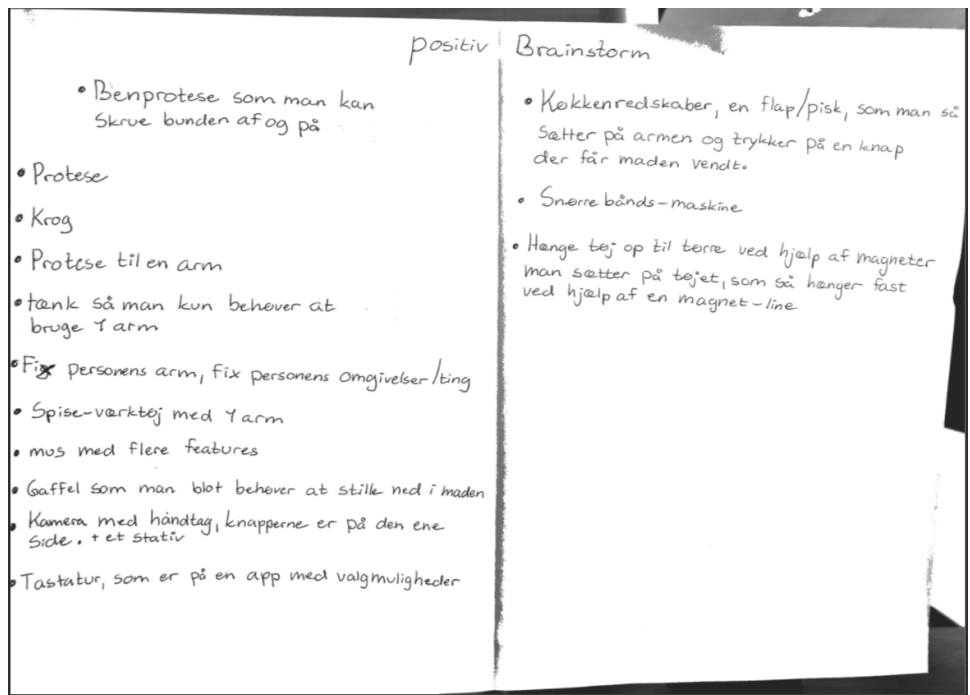 positiv Brainstorm
• Benprotese som man kan
skrue bunden af og på
• Protese
• Krog
• Protese til en arm
• tænk så man kun behøver at
bruge 1 arm
• Fix personens arm, fix personens omgivelser/ting
• Spise-værktøj med 1 arm
• mus med flere features
• Gaffel som man blot behøver at stille ned i maden
• Kamera med håndtag, knapperne er på den ene
side. + et stativ
• Tastatur, som er på en app med valgmuligheder
• Køkkenredskaber, en flap/pisk, som man så
sætter på armen og trykker på en knap
der får maden vendt.
• Snørre bånds-maskine
• Hænge tøj op til tørre ved hjælp af magneter
man sætter på tøjet, som så hænger fast
ved hjælp af en magnet-line